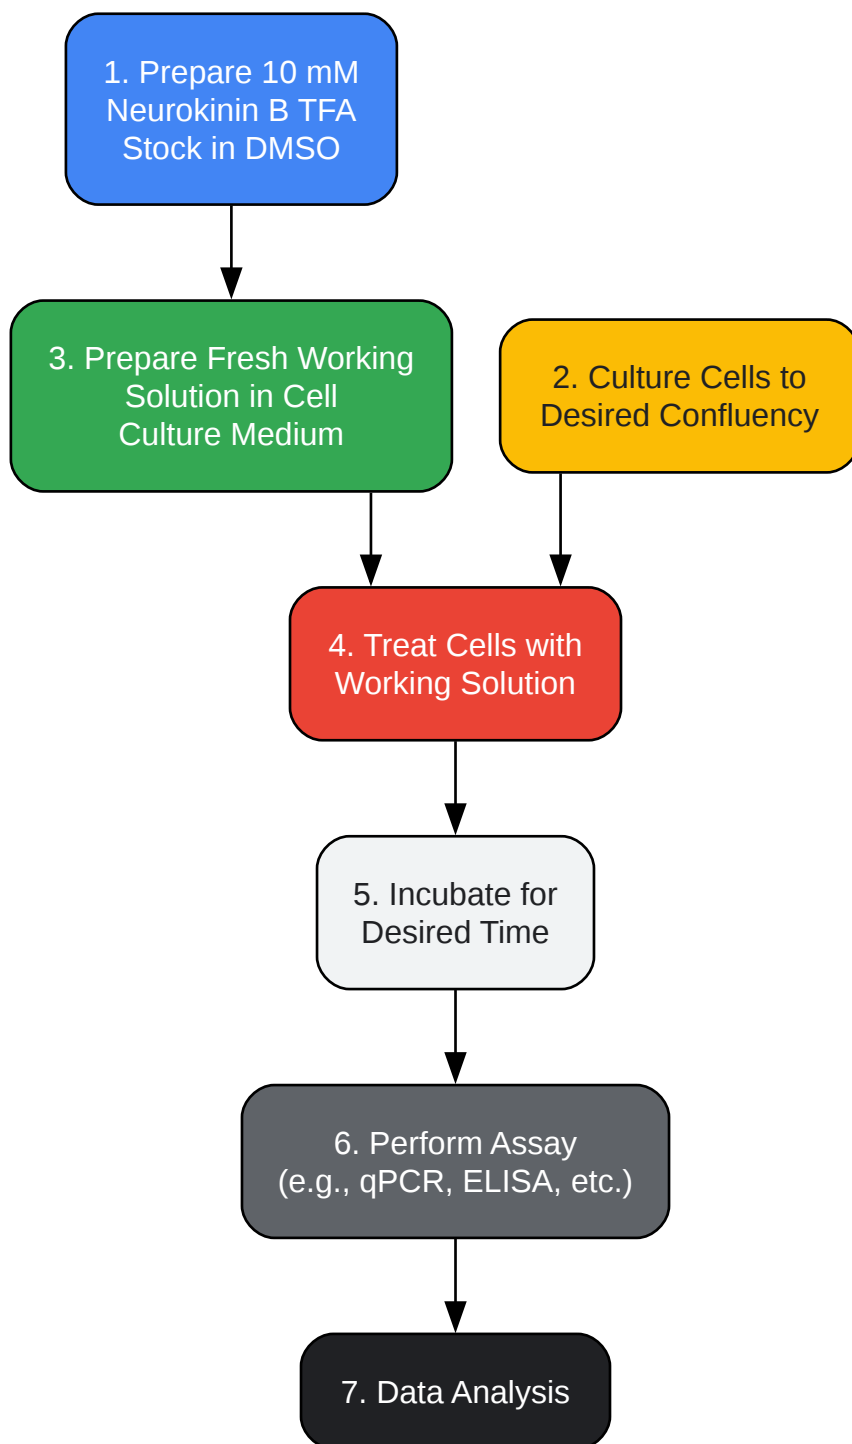 1. Prepare 10 mM
Neurokinin B TFA
Stock in DMSO
3. Prepare Fresh Working
Solution in Cell
Culture Medium
2. Culture Cells to
Desired Confluency
4. Treat Cells with
Working Solution
5. Incubate for
Desired Time
6. Perform Assay
(e.g., qPCR, ELISA, etc.)
7. Data Analysis